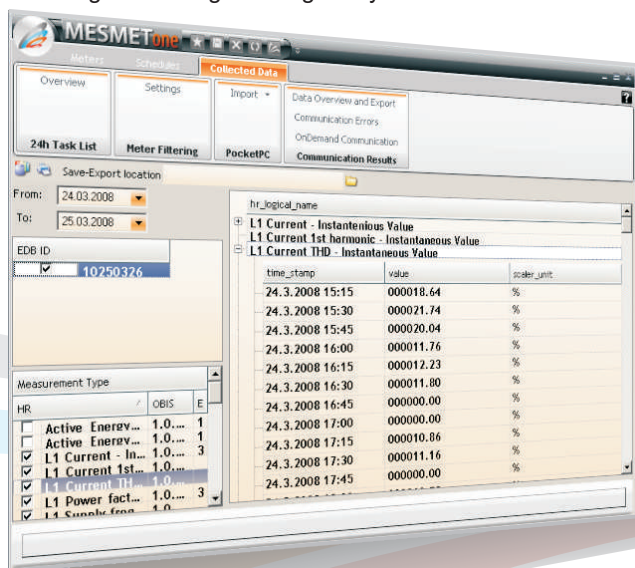 MESMETone
Meters Schedules Collected Data
Overview Settings Import Data Overview and Export
Communication Errors
OnDemand Communication
24h Task List Meter Filtering PocketPC Communication Results
Save-Export location
From: 24.03.2008
To: 25.03.2008
EDB ID
10250326
hr_logical_name
L1 Current - Instantenious Value
L1 Current 1st harmonic - Instantaneous Value
L1 Current THD - Instantaneous Value
time_stamp value scaler_unit
24.3.2008 15:15 000018.64 %
24.3.2008 15:30 000021.74 %
24.3.2008 15:45 000020.04 %
24.3.2008 16:00 000011.76 %
24.3.2008 16:15 000012.23 %
24.3.2008 16:30 000011.80 %
24.3.2008 16:45 000000.00 %
24.3.2008 17:00 000000.00 %
24.3.2008 17:15 000010.86 %
24.3.2008 17:30 000011.16 %
24.3.2008 17:45 000000.00 %
Measurement Type
HR OBIS E
Active Energy... 1.0.... 1
Active Energy... 1.0.... 1
L1 Current - In... 1.0.... 3
L1 Current 1st... 1.0....
L1 Current TH... 1.0....
L1 Power fact... 1.0.... 3
L1 Supply freq 1.0